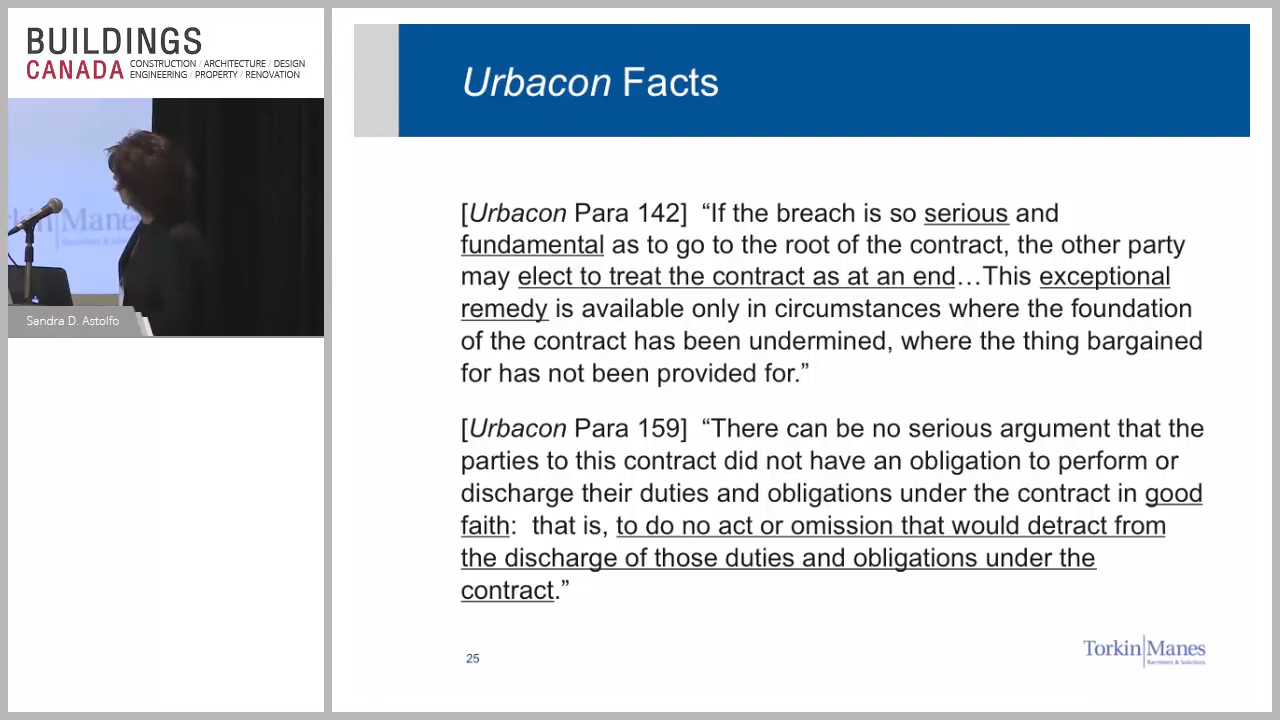 BUILDINGS
CANADA CONSTRUCTION / ARCHITECTURE / DESIGN
ENGINEERING / PROPERTY / RENOVATION
Manes
Sandra D. Astolfo
Urbacon Facts
[Urbacon Para 142] “If the breach is so serious and
fundamental as to go to the root of the contract, the other party
may elect to treat the contract as at an end…This exceptional
remedy is available only in circumstances where the foundation
of the contract has been undermined, where the thing bargained
for has not been provided for.”
[Urbacon Para 159] “There can be no serious argument that the
parties to this contract did not have an obligation to perform or
discharge their duties and obligations under the contract in good
faith: that is, to do no act or omission that would detract from
the discharge of those duties and obligations under the
contract.”
25
Torkin Manes
Barristers & Solicitors